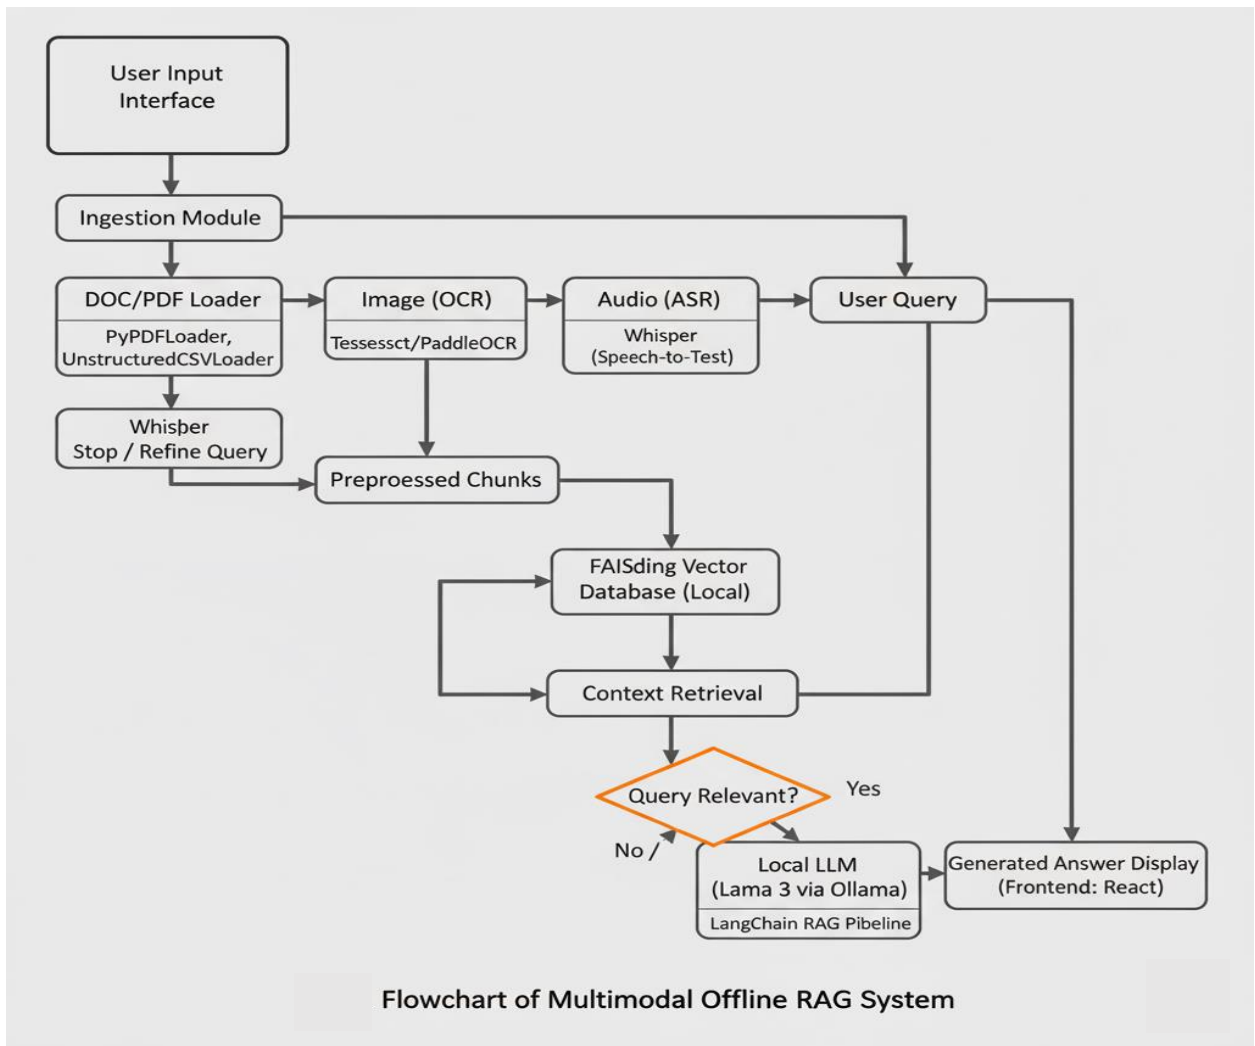 User Input
Interface
Ingestion Module
DOC/PDF Loader
PyPDFLoader,
UnstructuredCSVLoader
Image (OCR)
Tessessct/PaddleOCR
Audio (ASR)
Whisper
(Speech-to-Test)
User Query
Whisper
Stop / Refine Query
Preproessed Chunks
FAISding Vector
Database (Local)
Context Retrieval
Query Relevant?
Yes
No /
Local LLM
(Lama 3 via Ollama)
LangChain RAG Pibeline
Generated Answer Display
(Frontend: React)
Flowchart of Multimodal Offline RAG System